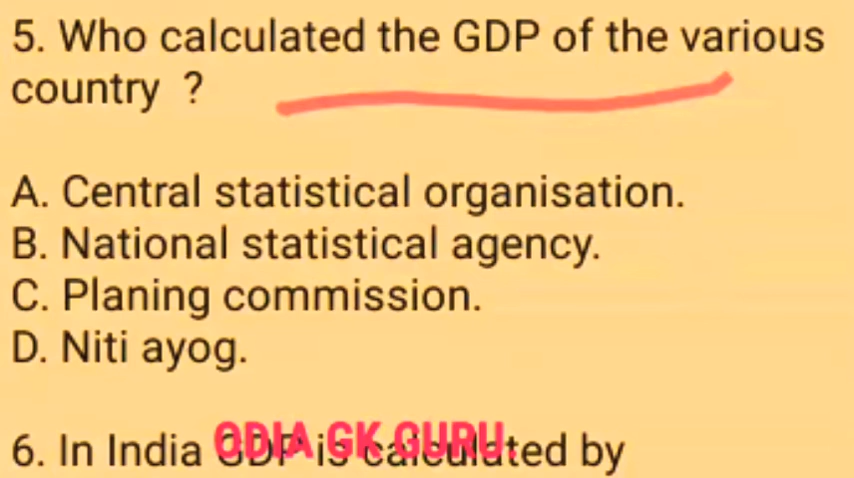 5. Who calculated the GDP of the various
country ?
A. Central statistical organisation.
B. National statistical agency.
C. Planing commission.
D. Niti ayog.
6. In India GDP is calculated by
ODIA GK GURU.